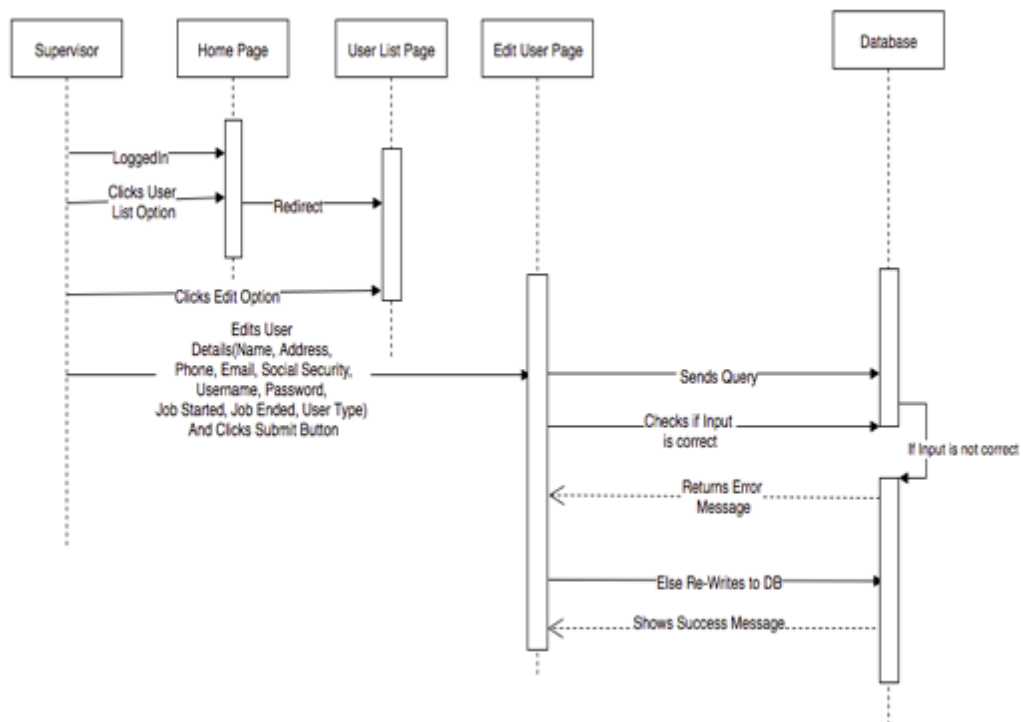 Supervisor
Home Page
User List Page
Edit User Page
Database
LoggedIn
Clicks User
List Option
Redirect
Clicks Edit Option
Edits User
Details(Name, Address,
Phone, Email, Social Security,
Username, Password,
Job Started, Job Ended, User Type)
And Clicks Submit Button
Sends Query
Checks if Input
is correct
If Input is not correct
Returns Error
Message
Else Re-Writes to DB
Shows Success Message